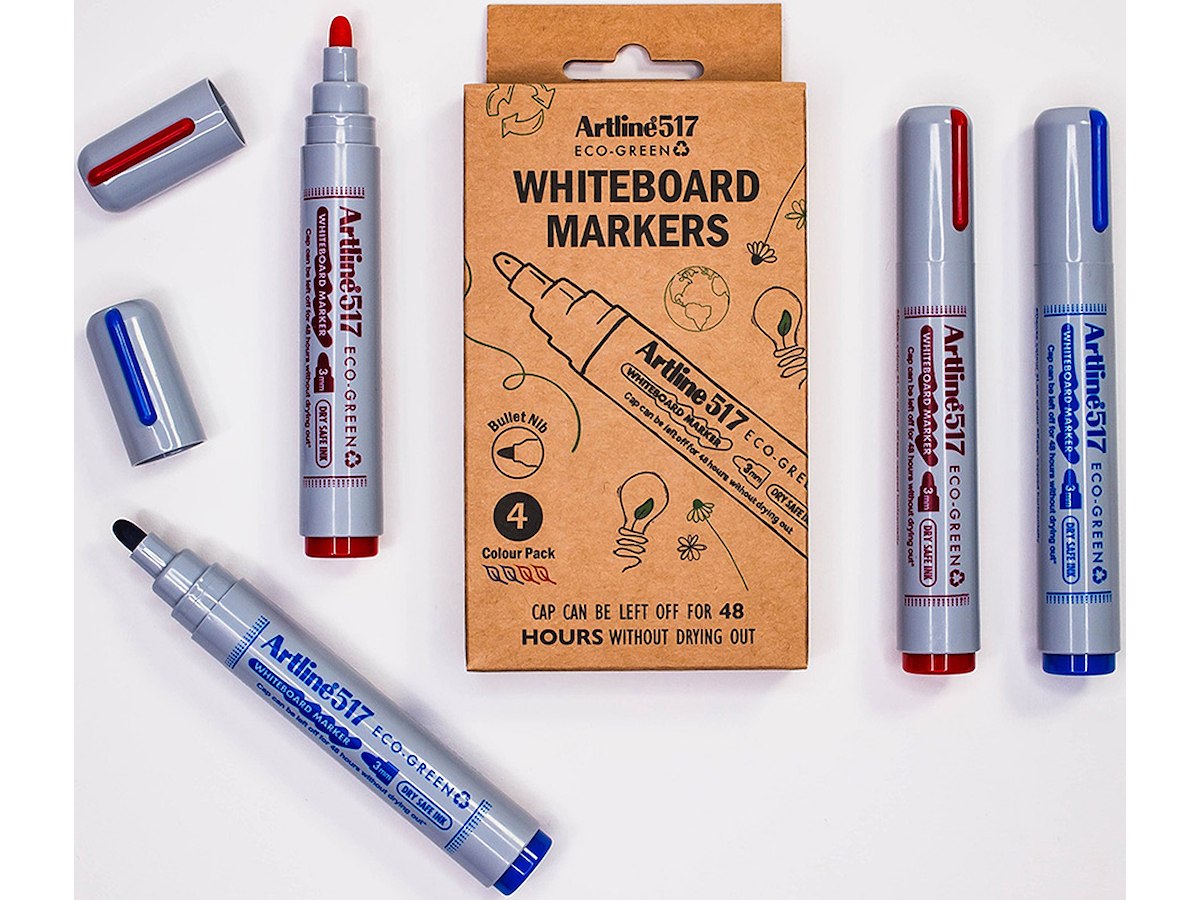 Artline 517
ECO-GREEN
WHITEBOARD
MARKERS
Artline 517
WHITEBOARD MARKER
ECO-GRE
Cap can be left off for 48 hours without drying out
3mm
DRY SAFE IN
Bullet Nib
4
Colour Pack
CAP CAN BE LEFT OFF FOR 48
HOURS WITHOUT DRYING OUT
Artline 517 ECO-GREEN
WHITEBOARD MARKER 3mm DRY SAFE INK
Cap can be left off for 48 hours without drying out*
Artline 517 ECO-GREEN
WHITEBOARD MARKER 3mm DRY SAFE INK
Cap can be left off for 48 hours without drying out*
Artline 517 ECO-GREEN
WHITEBOARD MARKER 3mm DRY SAFE INK
Cap can be left off for 48 hours without drying out*
Artline 517 ECO-GREEN
WHITEBOARD MARKER 3mm DRY SAFE INK
Cap can be left off for 48 hours without drying out*